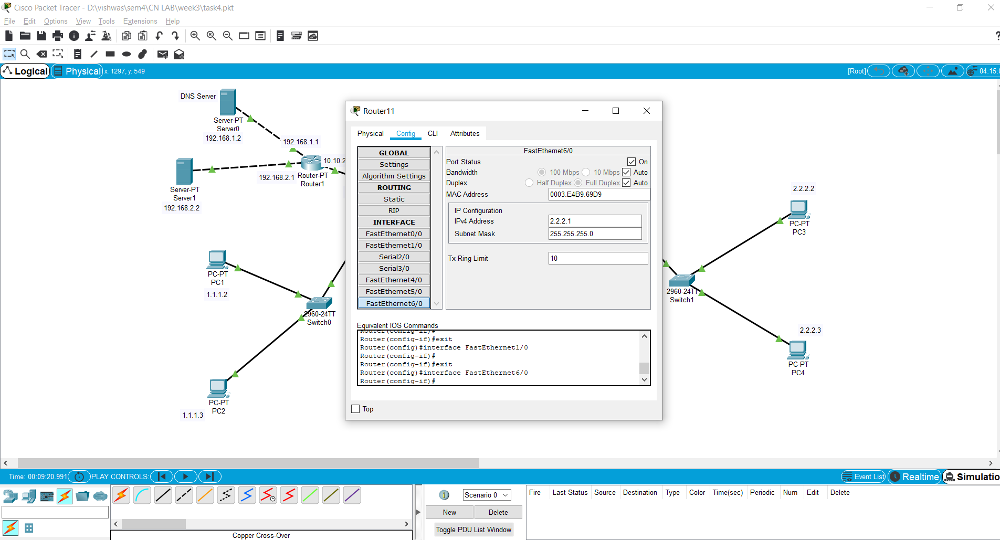 Cisco Packet Tracer - D:\vishwas\sem4\CN LAB\week3\task4.pkt
File Edit Options View Tools Extensions Help
?
Logical Physical x: 1297, y: 549
[Root]
DNS Server
Server-PT
Server0
192.168.1.2
192.168.1.1
10.10.2
192.168.2.1
Router-PT
Router1
Server-PT
Server1
192.168.2.2
PC-PT
PC1
1.1.1.2
2960-24TT
Switch0
PC-PT
PC2
1.1.1.3
Router11
Physical Config CLI Attributes
GLOBAL
Settings
Algorithm Settings
ROUTING
Static
RIP
INTERFACE
FastEthernet0/0
FastEthernet1/0
Serial2/0
Serial3/0
FastEthernet4/0
FastEthernet5/0
FastEthernet6/0
FastEthernet6/0
Port Status On
Bandwidth 100 Mbps 10 Mbps Auto
Duplex Half Duplex Full Duplex Auto
MAC Address 0003.E4B9.69D9
IP Configuration
IPv4 Address 2.2.2.1
Subnet Mask 255.255.255.0
Tx Ring Limit 10
Equivalent IOS Commands
Router(config-if)#
Router(config-if)#exit
Router(config)#interface FastEthernet1/0
Router(config-if)#
Router(config-if)#exit
Router(config)#interface FastEthernet6/0
Router(config-if)#
Top
2.2.2.2
PC-PT
PC3
2960-24TT
Switch1
2.2.2.3
PC-PT
PC4
Time: 00:09:20.991 PLAY CONTROLS:
Event List Realtime Simulatio
1 Scenario 0
New Delete
Toggle PDU List Window
Fire Last Status Source Destination Type Color Time(sec) Periodic Num Edit Delete
Copper Cross-Over